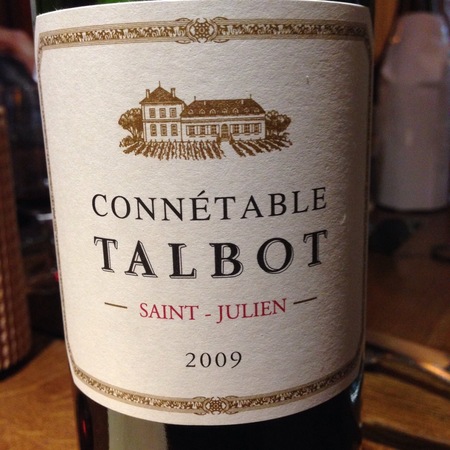 CONNÉTABLE
TALBOT
SAINT - JULIEN
2009